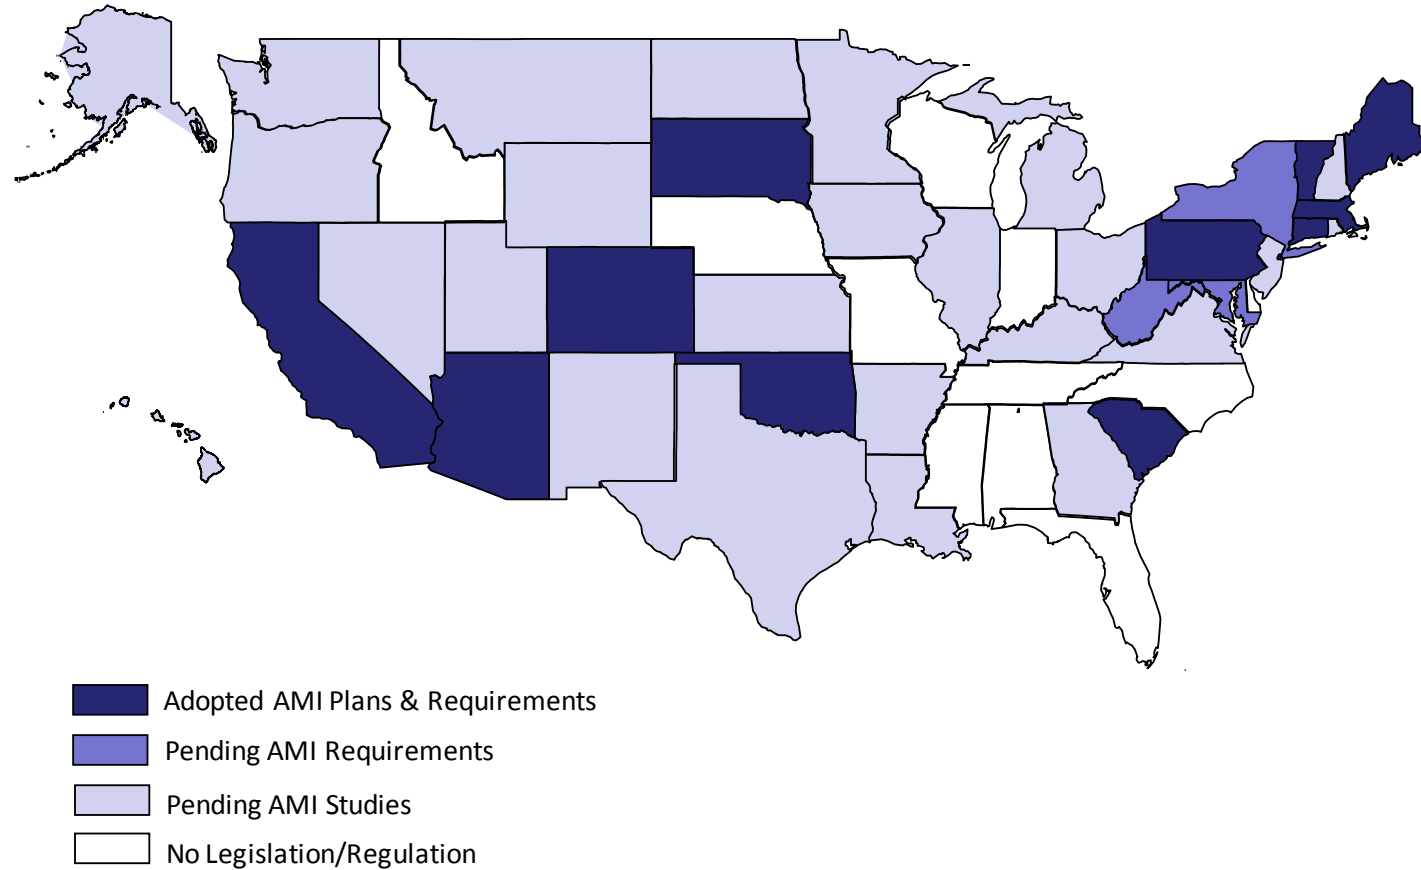 Adopted AMI Plans & Requirements
Pending AMI Requirements
Pending AMI Studies
No Legislation/Regulation